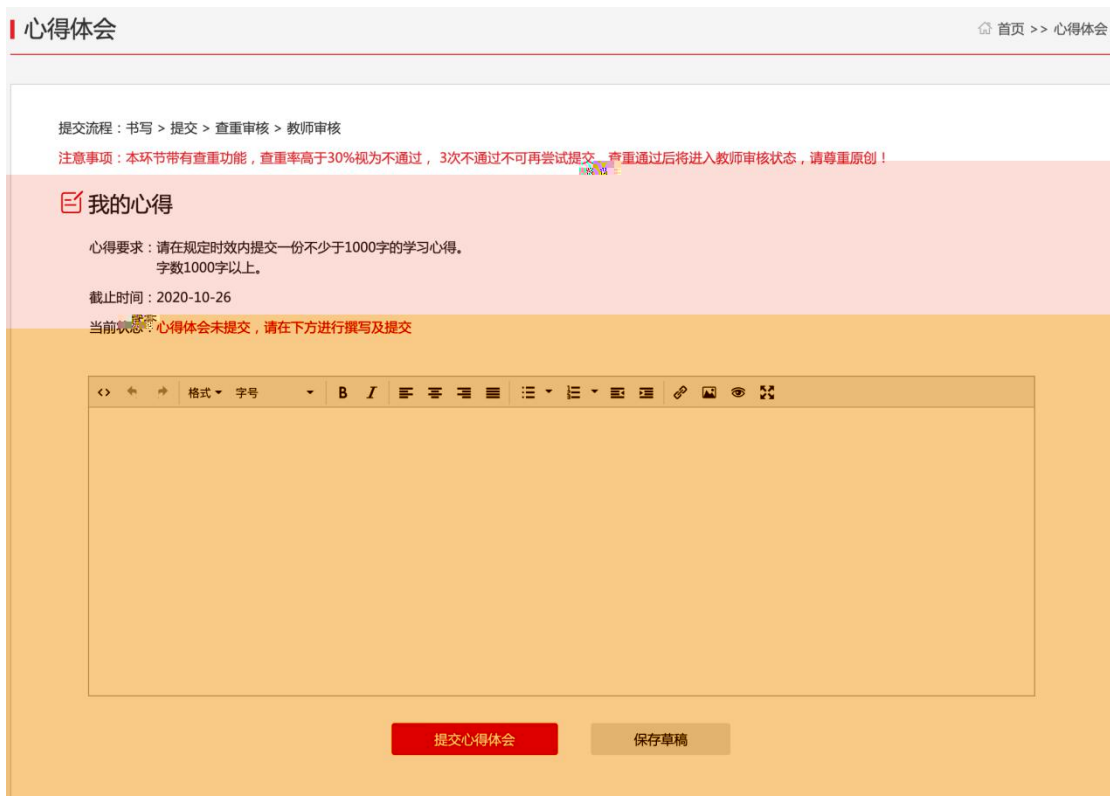 心得体会
首页 >> 心得体会
提交流程：书写 > 提交 > 查重审核 > 教师审核
注意事项：本环节带有查重功能，查重率高于30%视为不通过， 3次不通过不可再尝试提交，查重通过后将进入教师审核状态，请尊重原创！
我的心得
心得要求：请在规定时效内提交一份不少于1000字的学习心得。
字数1000字以上。
截止时间：2020-10-26
当前状态：心得体会未提交，请在下方进行撰写及提交
格式 字号 B I
提交心得体会 保存草稿